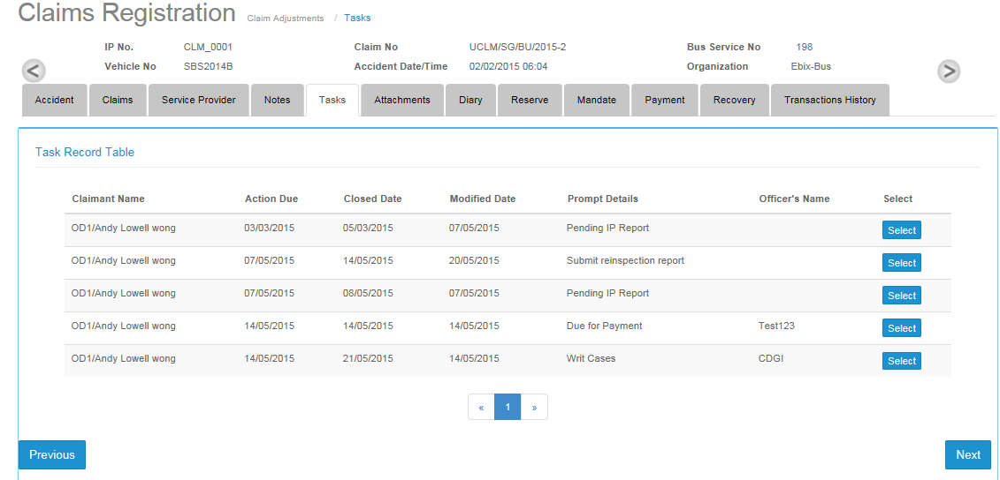 Claims Registration Claim Adjustments / Tasks
IP No. CLM_0001 Claim No UCLM/SG/BU/2015-2 Bus Service No 198
Vehicle No SBS2014B Accident Date/Time 02/02/2015 06:04 Organization Ebix-Bus
< >
Accident Claims Service Provider Notes Tasks Attachments Diary Reserve Mandate Payment Recovery Transactions History
Task Record Table
Claimant Name Action Due Closed Date Modified Date Prompt Details Officer's Name Select
OD1/Andy Lowell wong 03/03/2015 05/03/2015 07/05/2015 Pending IP Report Select
OD1/Andy Lowell wong 07/05/2015 14/05/2015 20/05/2015 Submit reinspection report Select
OD1/Andy Lowell wong 07/05/2015 08/05/2015 07/05/2015 Pending IP Report Select
OD1/Andy Lowell wong 14/05/2015 14/05/2015 14/05/2015 Due for Payment Test123 Select
OD1/Andy Lowell wong 14/05/2015 21/05/2015 14/05/2015 Writ Cases CDGI Select
« 1 »
Previous Next